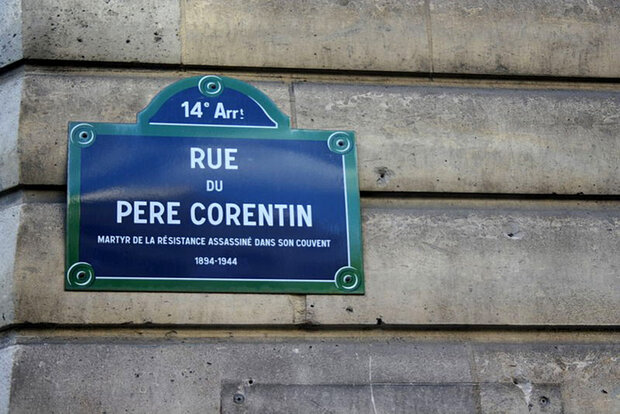 14e Arrt
RUE
DU
PERE CORENTIN
MARTYR DE LA RÉSISTANCE ASSASSINÉ DANS SON COUVENT
1894-1944